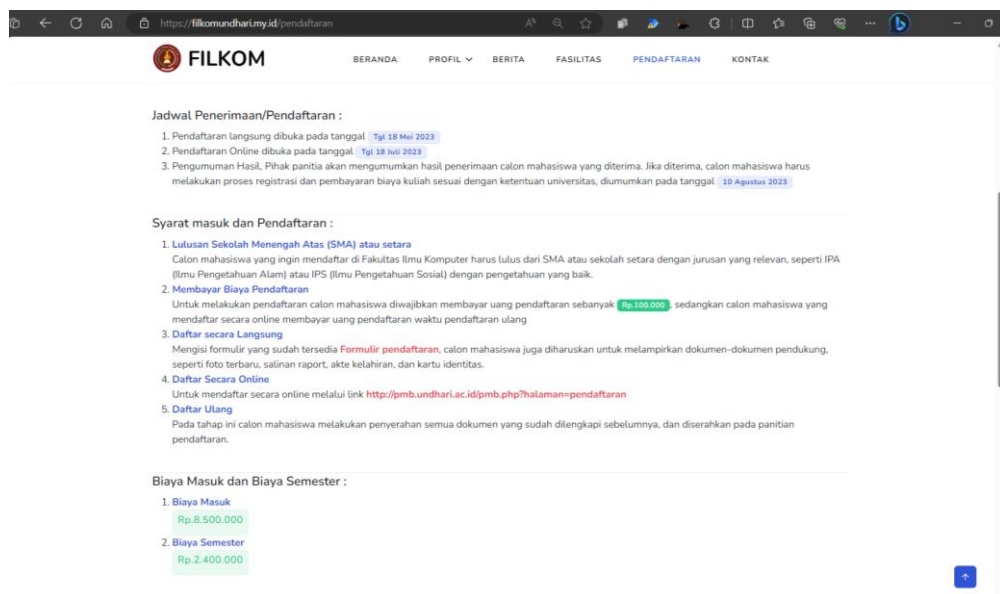 https://filkomundhari.my.id/pendaftaran
FILKOM
BERANDA PROFIL BERITA FASILITAS PENDAFTARAN KONTAK
Jadwal Penerimaan/Pendaftaran :
1. Pendaftaran langsung dibuka pada tanggal Tgl 18 Mei 2023
2. Pendaftaran Online dibuka pada tanggal Tgl 18 Juli 2023
3. Pengumuman Hasil, Pihak panitia akan mengumumkan hasil penerimaan calon mahasiswa yang diterima. Jika diterima, calon mahasiswa harus
melakukan proses registrasi dan pembayaran biaya kuliah sesuai dengan ketentuan universitas, diumumkan pada tanggal 10 Agustus 2023
Syarat masuk dan Pendaftaran :
1. Lulusan Sekolah Menengah Atas (SMA) atau setara
Calon mahasiswa yang ingin mendaftar di Fakultas Ilmu Komputer harus lulus dari SMA atau sekolah setara dengan jurusan yang relevan, seperti IPA
(Ilmu Pengetahuan Alam) atau IPS (Ilmu Pengetahuan Sosial) dengan pengetahuan yang baik.
2. Membayar Biaya Pendaftaran
Untuk melakukan pendaftaran calon mahasiswa diwajibkan membayar uang pendaftaran sebanyak Rp.100.000 , sedangkan calon mahasiswa yang
mendaftar secara online membayar uang pendaftaran waktu pendaftaran ulang
3. Daftar secara Langsung
Mengisi formulir yang sudah tersedia Formulir pendaftaran, calon mahasiswa juga diharuskan untuk melampirkan dokumen-dokumen pendukung,
seperti foto terbaru, salinan raport, akte kelahiran, dan kartu identitas.
4. Daftar Secara Online
Untuk mendaftar secara online melalui link http://pmb.undhari.ac.id/pmb.php?halaman=pendaftaran
5. Daftar Ulang
Pada tahap ini calon mahasiswa melakukan penyerahan semua dokumen yang sudah dilengkapi sebelumnya, dan diserahkan pada panitian
pendaftaran.
Biaya Masuk dan Biaya Semester :
1. Biaya Masuk
Rp.8.500.000
2. Biaya Semester
Rp.2.400.000